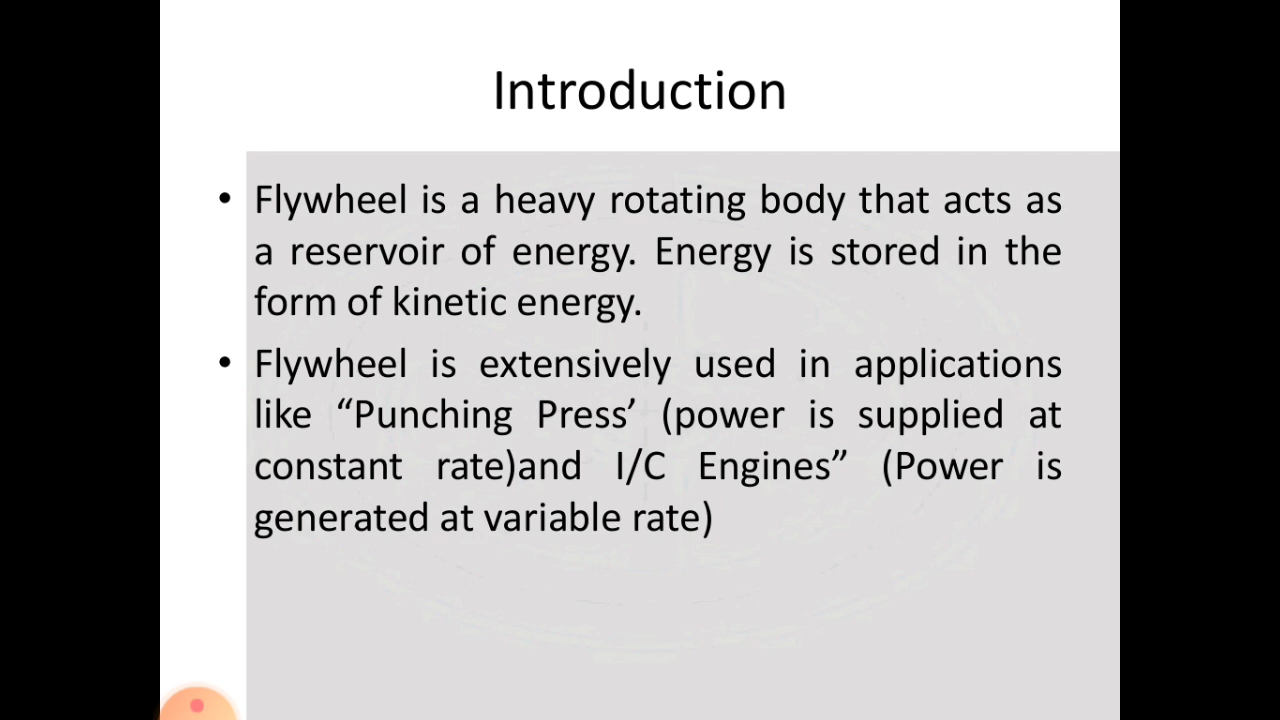 Introduction
• Flywheel is a heavy rotating body that acts as
a reservoir of energy. Energy is stored in the
form of kinetic energy.
• Flywheel is extensively used in applications
like “Punching Press’ (power is supplied at
constant rate)and I/C Engines” (Power is
generated at variable rate)